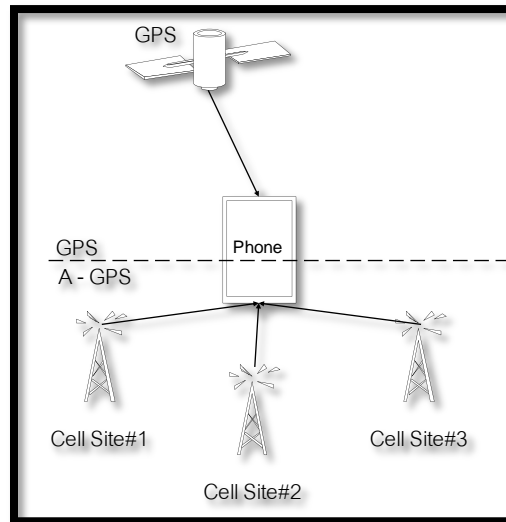 GPS
Phone
GPS
A - GPS
Cell Site#1
Cell Site#3
Cell Site#2